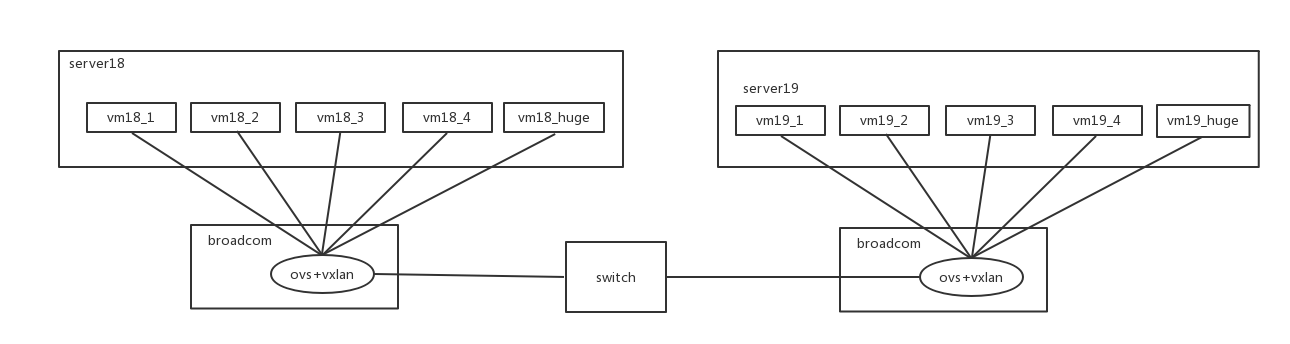 server18
vm18_1 vm18_2 vm18_3 vm18_4 vm18_huge
broadcom
ovs+vxlan
switch
server19
vm19_1 vm19_2 vm19_3 vm19_4 vm19_huge
broadcom
ovs+vxlan